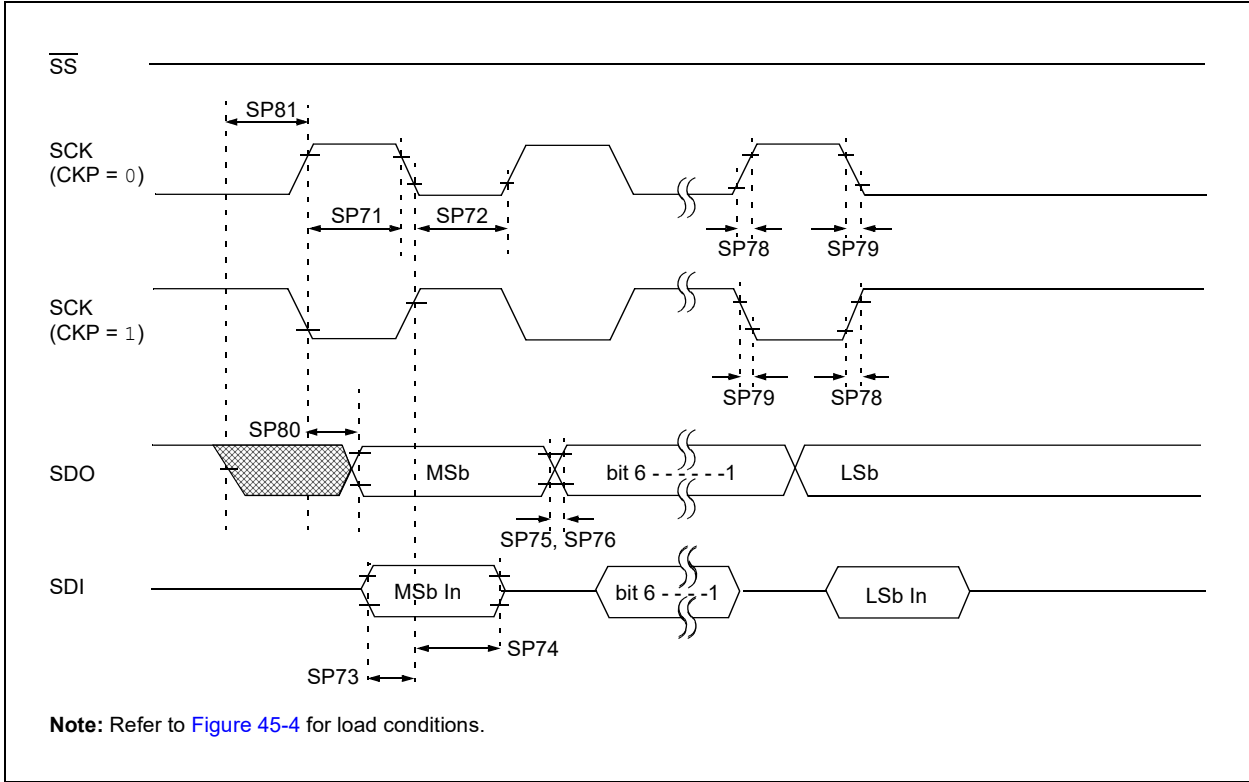 SS
SP81
SCK
(CKP = 0)
SP71
SP72
SP78
SP79
SCK
(CKP = 1)
SP79
SP78
SP80
SDO
MSb
bit 6 - - - - - -1
LSb
SP75, SP76
SDI
MSb In
bit 6 - - - -1
LSb In
SP74
SP73
Note: Refer to Figure 45-4 for load conditions.